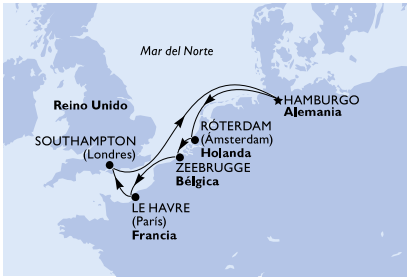 Mar del Norte
Reino Unido
HAMBURGO
Alemania
SOUTHAMPTON
(Londres)
RÓTERDAM
(Ámsterdam)
Holanda
ZEEBRUGGE
Bélgica
LE HAVRE
(París)
Francia